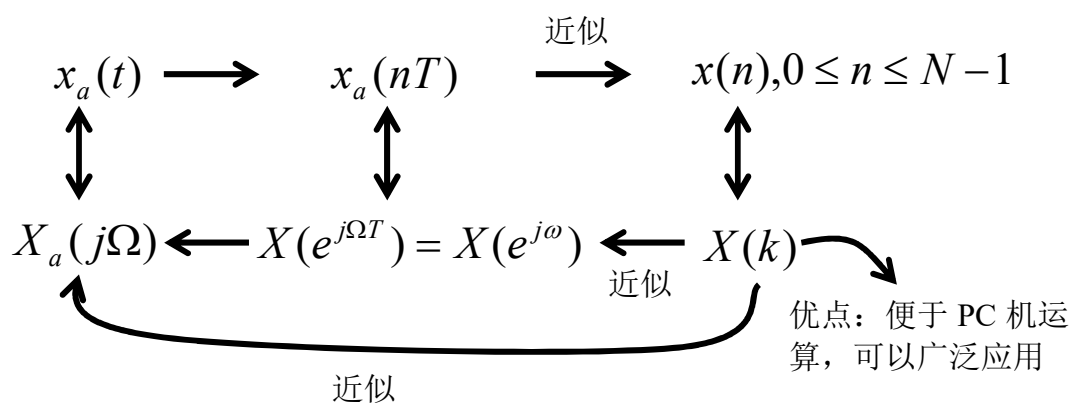 近似
x_a(t) x_a(nT) x(n),0 ≤ n ≤ N −1
X_a(jΩ) X(e^{jΩT}) = X(e^{jω}) X(k)
近似
优点：便于 PC 机运
算，可以广泛应用
近似